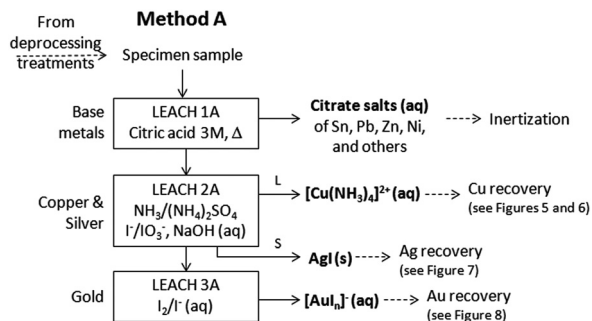 Method A
From
deprocessing
treatments
Specimen sample
Base
metals
LEACH 1A
Citric acid 3M, Δ
Citrate salts (aq)
of Sn, Pb, Zn, Ni,
and others
Inertization
Copper &
Silver
LEACH 2A
NH₃/(NH₄)₂SO₄
I⁻/IO₃⁻, NaOH (aq)
L
[Cu(NH₃)₄]²⁺(aq)
Cu recovery
(see Figures 5 and 6)
S
AgI(s)
Ag recovery
(see Figure 7)
Gold
LEACH 3A
I₂/I⁻ (aq)
[AuIₙ]⁻(aq)
Au recovery
(see Figure 8)